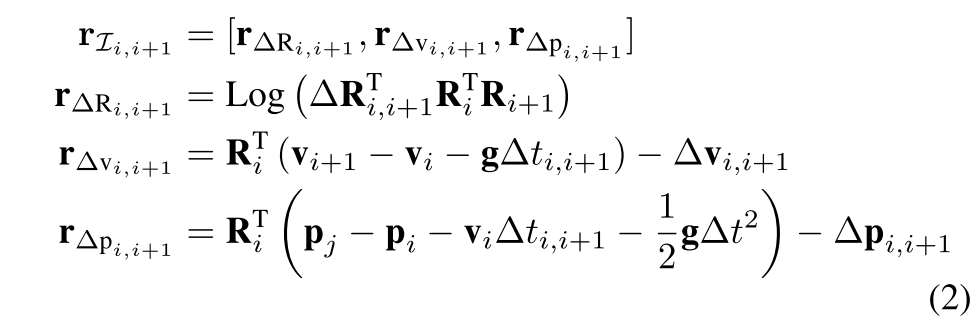 r_{ℐ_{i,i+1}} = [r_{ΔR_{i,i+1}}, r_{Δv_{i,i+1}}, r_{Δp_{i,i+1}}]
r_{ΔR_{i,i+1}} = Log (ΔR^T_{i,i+1} R^T_i R_{i+1})
r_{Δv_{i,i+1}} = R^T_i (v_{i+1} − v_i − gΔt_{i,i+1}) − Δv_{i,i+1}
r_{Δp_{i,i+1}} = R^T_i (p_j − p_i − v_iΔt_{i,i+1} − \frac{1}{2} gΔt^2) − Δp_{i,i+1}
(2)